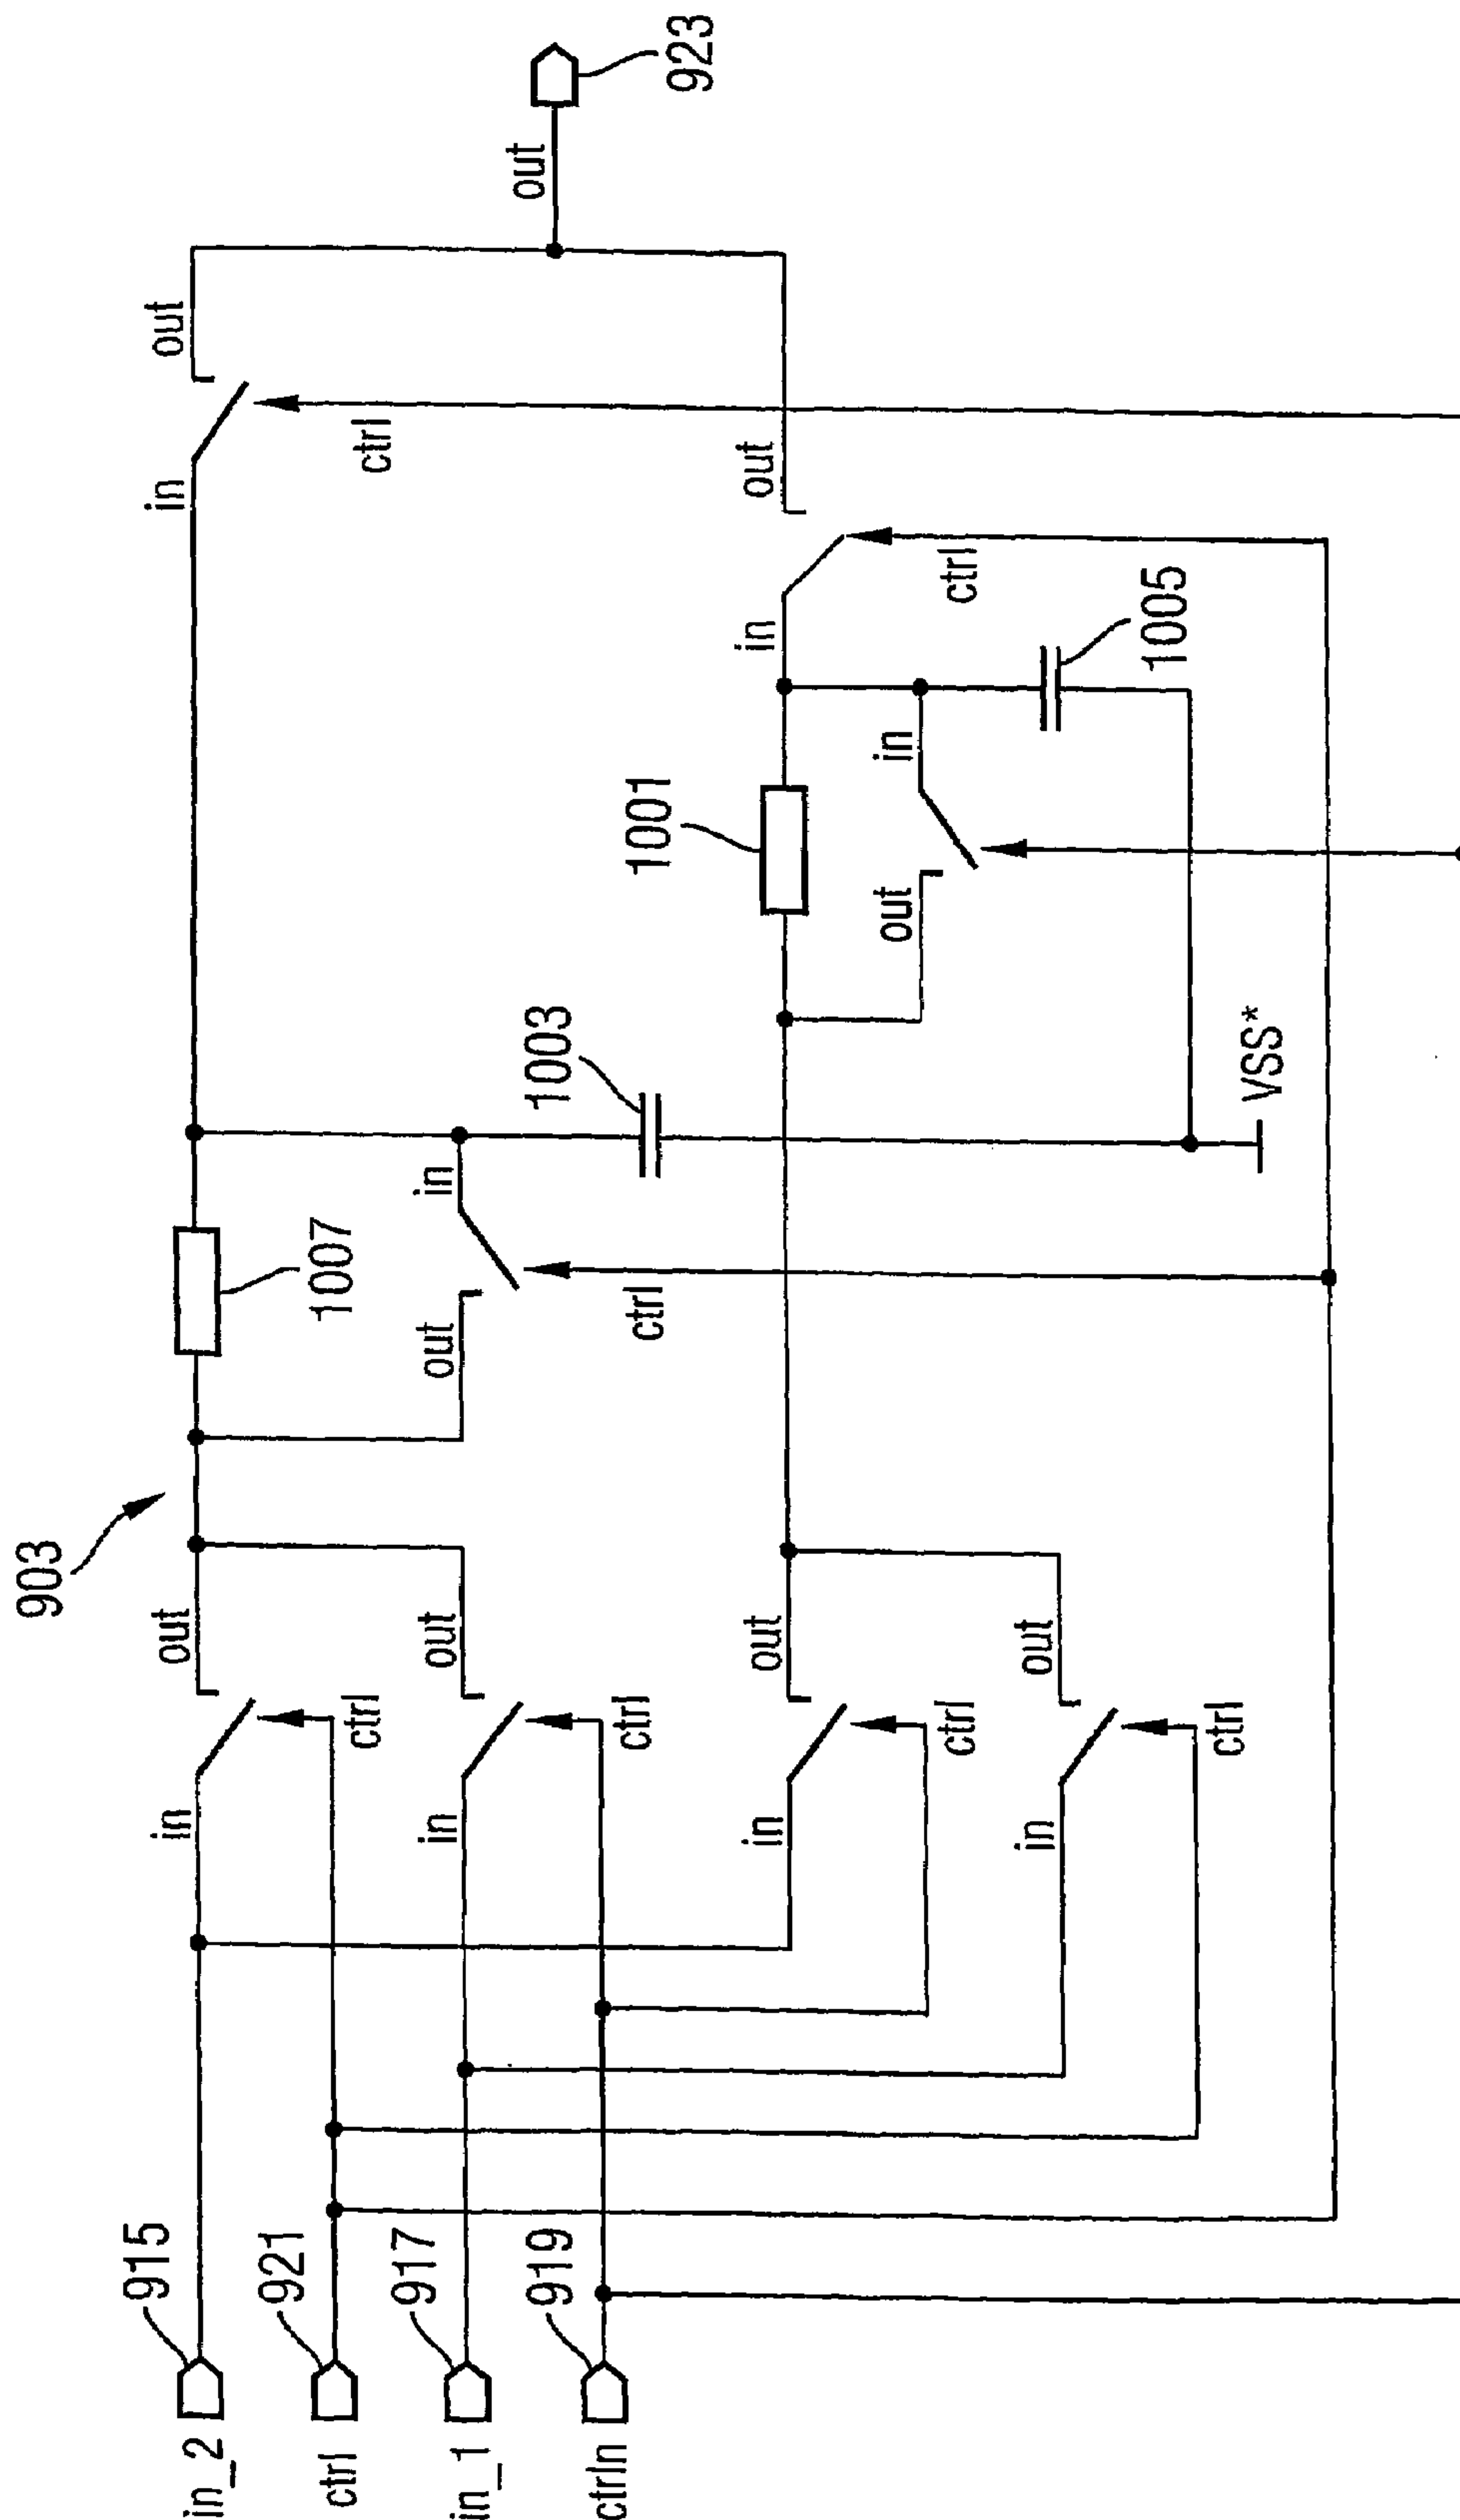 903
915
in_2
in
out
in
out
921
1007
ctrl
ctrl
ctrl
917
in_1
in
out
out
in
out
919
1003
ctrln
ctrl
ctrl
1001
923
in
out
in
out
out
in
ctrl
ctrl
in
out
1005
ctrl
VSS*